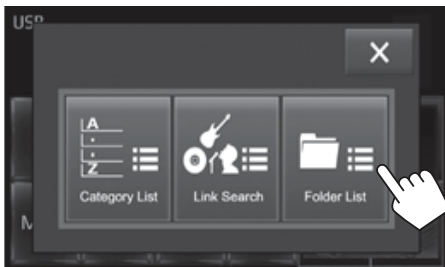 USB
A
Z
Category List
Link Search
Folder List
M